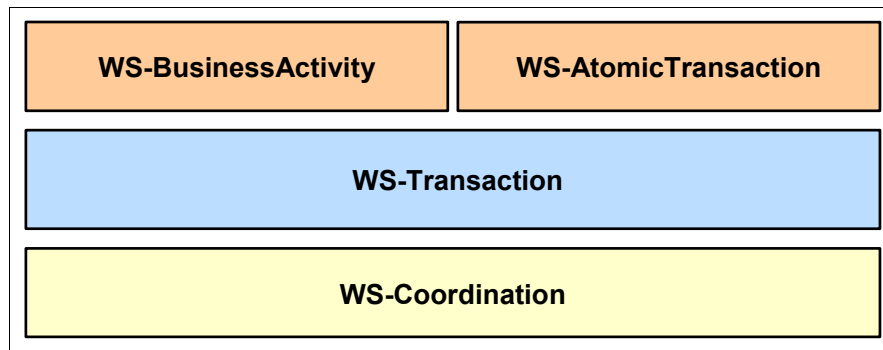 WS-BusinessActivity
WS-AtomicTransaction
WS-Transaction
WS-Coordination